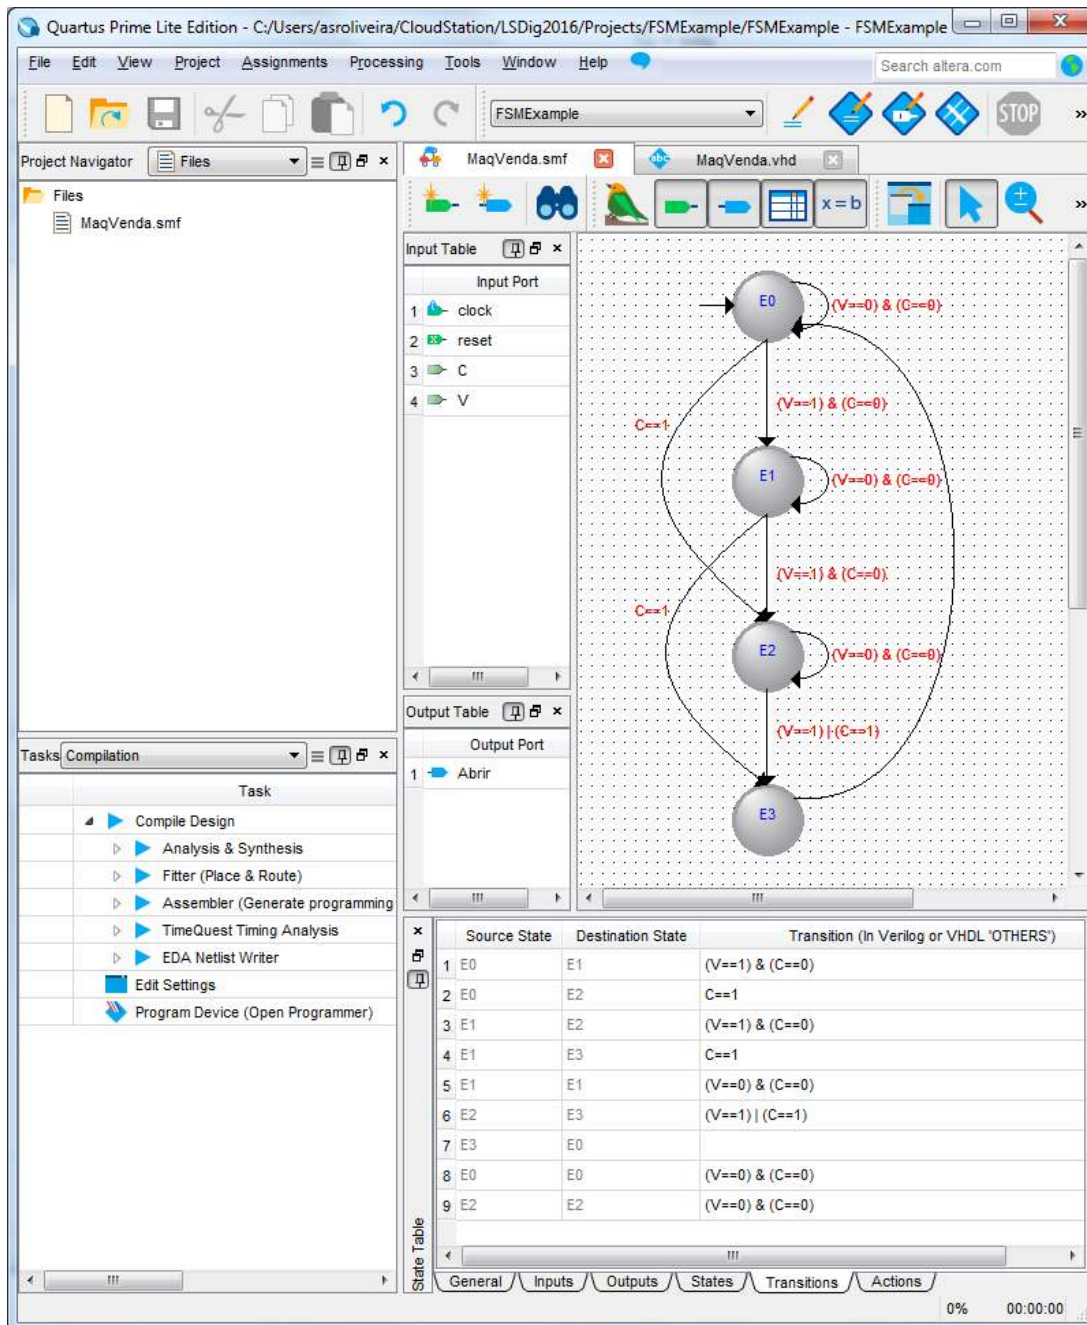 Quartus Prime Lite Edition - C:/Users/asroliveira/CloudStation/LSDig2016/Projects/FSMExample/FSMExample - FSMExample
File Edit View Project Assignments Processing Tools Window Help
Search altera.com
FSMExample
STOP
»
Project Navigator
Files
Files
MaqVenda.smf
MaqVenda.smf
abc
MaqVenda.vhd
x=b
»
Input Table
Input Port
1 clock
2 reset
3 C
4 V
Output Table
Output Port
1 Abrir
E0
(V==0) & (C==0)
(V==1) & (C==0)
C==1
E1
(V==0) & (C==0)
(V==1) & (C==0)
C==1
E2
(V==0) & (C==0)
(V==1) | (C==1)
E3
Tasks
Compilation
Task
Compile Design
Analysis & Synthesis
Fitter (Place & Route)
Assembler (Generate programming
TimeQuest Timing Analysis
EDA Netlist Writer
Edit Settings
Program Device (Open Programmer)
State Table
Source State Destination State Transition (In Verilog or VHDL 'OTHERS')
1 E0 E1 (V==1) & (C==0)
2 E0 E2 C==1
3 E1 E2 (V==1) & (C==0)
4 E1 E3 C==1
5 E1 E1 (V==0) & (C==0)
6 E2 E3 (V==1) | (C==1)
7 E3 E0
8 E0 E0 (V==0) & (C==0)
9 E2 E2 (V==0) & (C==0)
General Inputs Outputs States Transitions Actions
0% 00:00:00